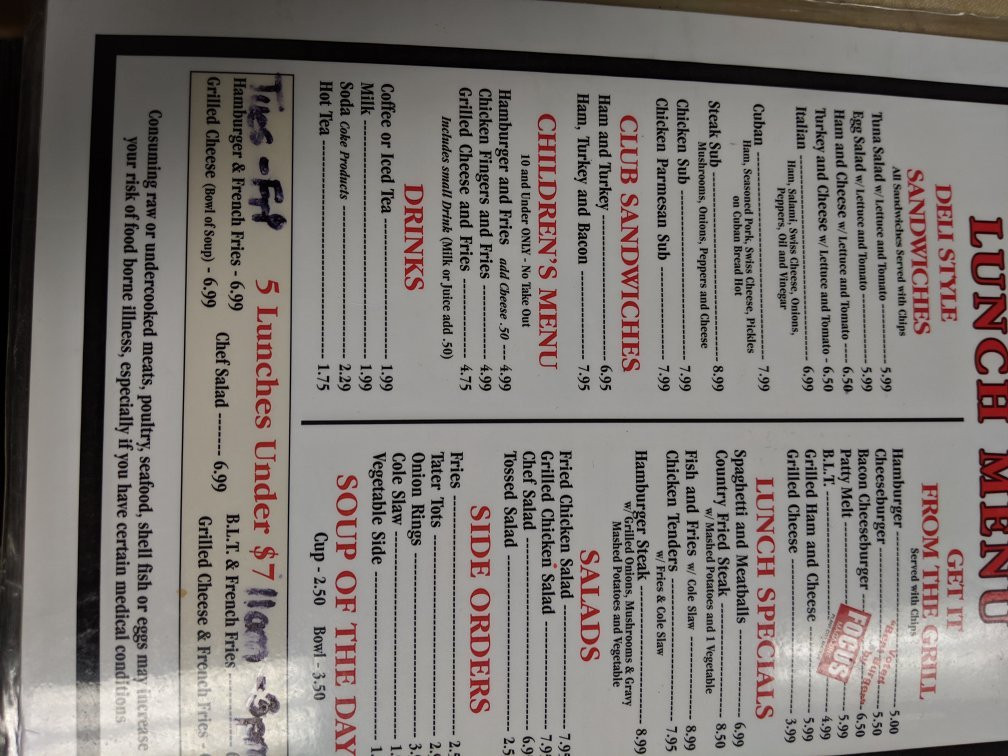 LUNCH MENU
DELI STYLE
SANDWICHES
All Sandwiches Served with Chips
Tuna Salad w/ Lettuce and Tomato ------- 5.99
Egg Salad w/ Lettuce and Tomato --------- 5.99
Ham and Cheese w/ Lettuce and Tomato ---- 6.50
Turkey and Cheese w/ Lettuce and Tomato - 6.50
Italian ---------------------------------- 6.99
Ham, Salami, Swiss Cheese, Onions,
Peppers, Oil and Vinegar
Cuban ---------------------------------- 7.99
Ham, Seasoned Pork, Swiss Cheese, Pickles
on Cuban Bread Hot
Steak Sub ------------------------------ 8.99
Mushrooms, Onions, Peppers and Cheese
Chicken Sub ---------------------------- 7.99
Chicken Parmesan Sub ------------------- 7.99
CLUB SANDWICHES
Ham and Turkey ------------------------- 6.95
Ham, Turkey and Bacon ------------------ 7.95
CHILDREN'S MENU
10 and Under ONLY - No Take Out
Hamburger and Fries add Cheese .50 --- 4.99
Chicken Fingers and Fries -------------- 4.99
Grilled Cheese and Fries --------------- 4.75
Includes small Drink (Milk or Juice add .50)
DRINKS
Coffee or Iced Tea --------------------- 1.99
Milk ----------------------------------- 1.99
Soda Coke Products --------------------- 2.29
Hot Tea -------------------------------- 1.75
GET IT
FROM THE GRILL
Served with Chips
Hamburger ------------------------------ 5.00
Cheeseburger --------------------------- 5.50
Bacon Cheeseburger --------------------- 6.50
Patty Melt ----------------------------- 5.99
B.L.T. --------------------------------- 4.99
Grilled Ham and Cheese ----------------- 5.99
Grilled Cheese ------------------------- 3.99
FOCUS
LUNCH SPECIALS
Spaghetti and Meatballs ---------------- 6.99
Country Fried Steak -------------------- 8.50
w/ Mashed Potatoes and 1 Vegetable
Fish and Fries w/ Cole Slaw ------------ 8.99
Chicken Tenders ------------------------ 7.95
w/ Fries & Cole Slaw
Hamburger Steak ------------------------ 8.99
w/ Grilled Onions, Mushrooms & Gravy
Mashed Potatoes and Vegetable
SALADS
Fried Chicken Salad -------------------- 7.95
Grilled Chicken Salad ------------------ 7.9
Chef Salad ----------------------------- 6.9
Tossed Salad --------------------------- 2.5
SIDE ORDERS
Fries ---------------------------------- 2.5
Tater Tots ----------------------------- 2.
Onion Rings ---------------------------- 3.
Cole Slaw ------------------------------ 1.
Vegetable Side ------------------------- 1.
SOUP OF THE DAY
Cup - 2.50 Bowl - 3.50
Tues - Fri 5 Lunches Under $7 11am - 3pm
Hamburger & French Fries - 6.99
Chef Salad -------- 6.99
B.L.T. & French Fries --------
Grilled Cheese (Bowl of Soup) - 6.99
Grilled Cheese & French Fries -
Consuming raw or undercooked meats, poultry, seafood, shell fish or eggs may increase
your risk of food borne illness, especially if you have certain medical conditions